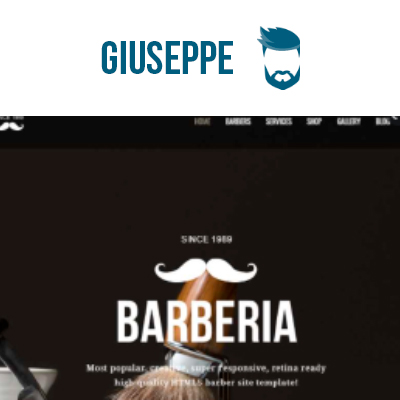 GIUSEPPE
HOME BARBERS SERVICES SHOP GALLERY BLOG
SINCE 1989
BARBERIA
Most popular, creative, super responsive, retina ready
high quality HTML5 barber site template!